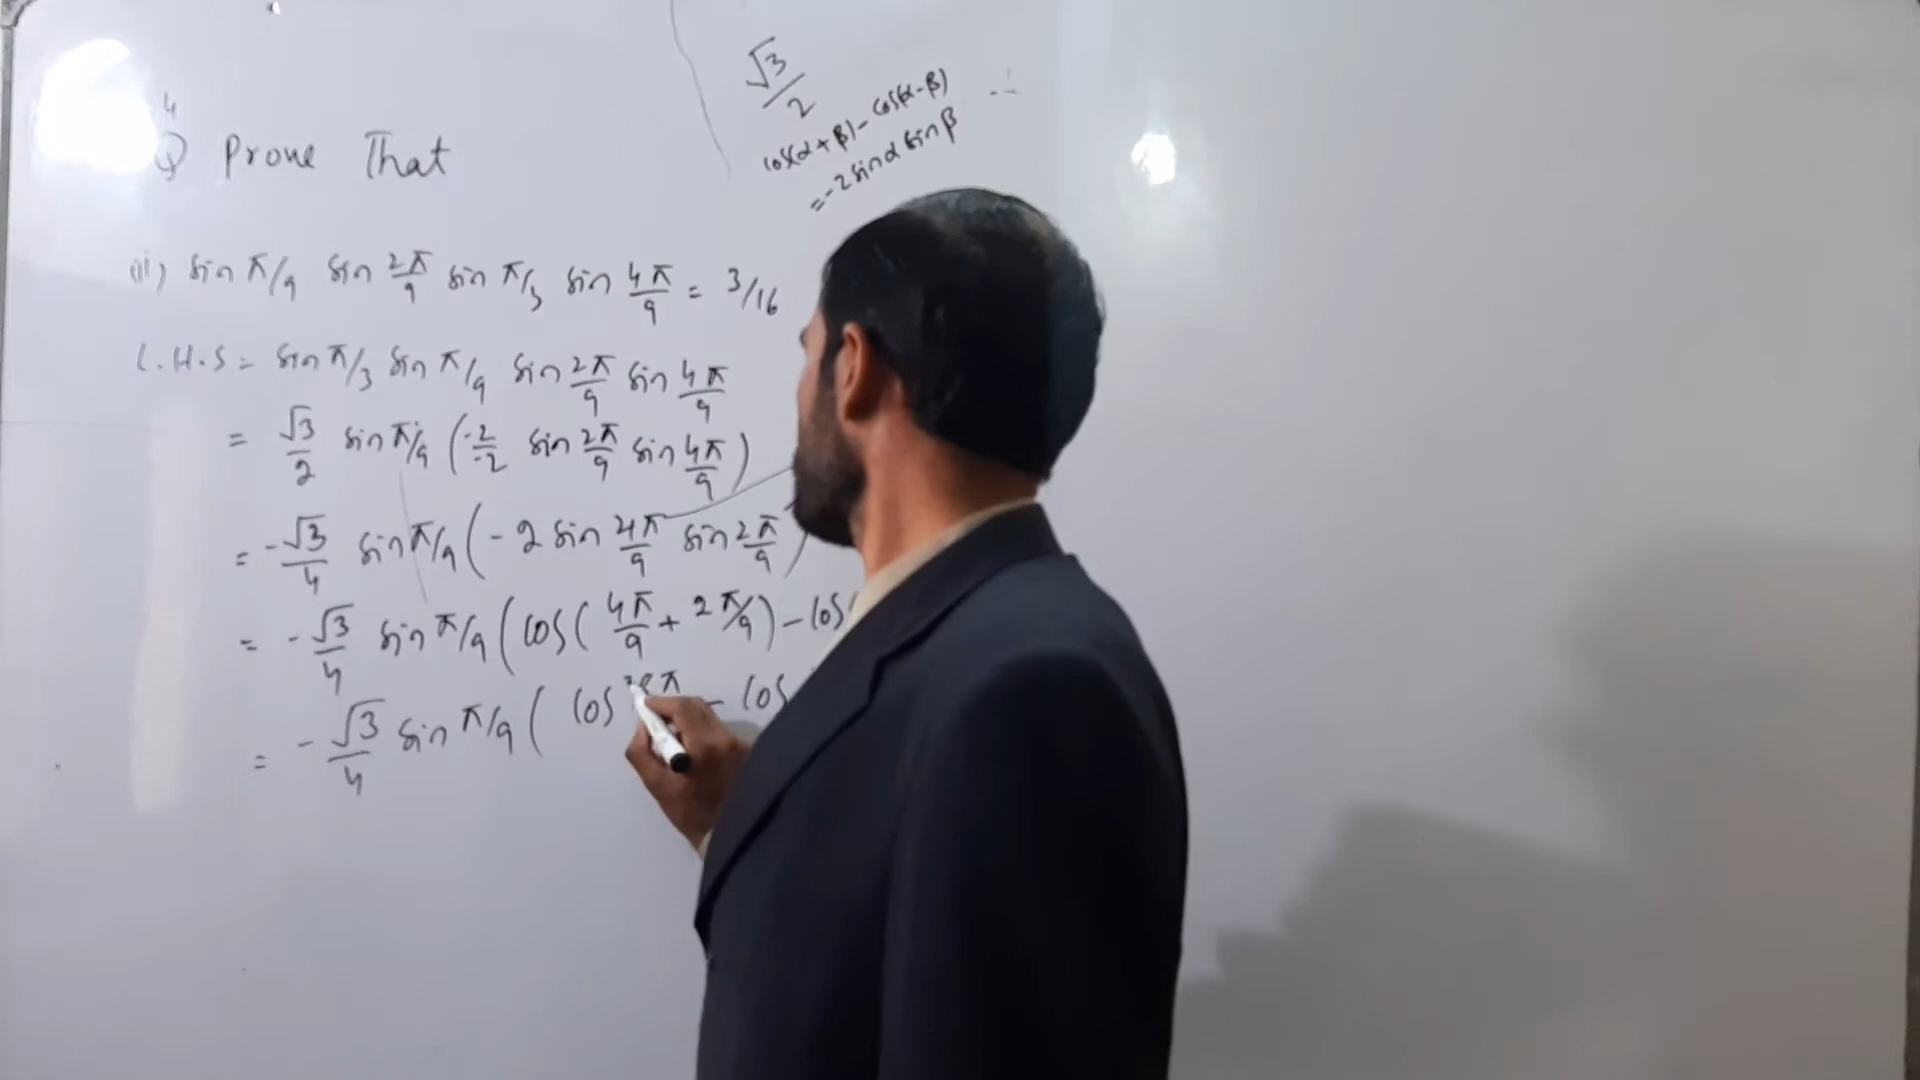 4
Q Prove That
√3/2
cos(α+β)-cos(α-β)
=-2sinα sinβ
ii) sin π/9 sin 2π/9 sin π/3 sin 4π/9 = 3/16
L.H.S = sin π/3 sin π/9 sin 2π/9 sin 4π/9
= √3/2 sin π/9 (-2/-2 sin 2π/9 sin 4π/9)
= -√3/4 sin π/9 (-2 sin 4π/9 sin 2π/9
= -√3/4 sin π/9 (cos(4π/9 + 2π/9) - cos(
= -√3/4 sin π/9 ( cos π - cos